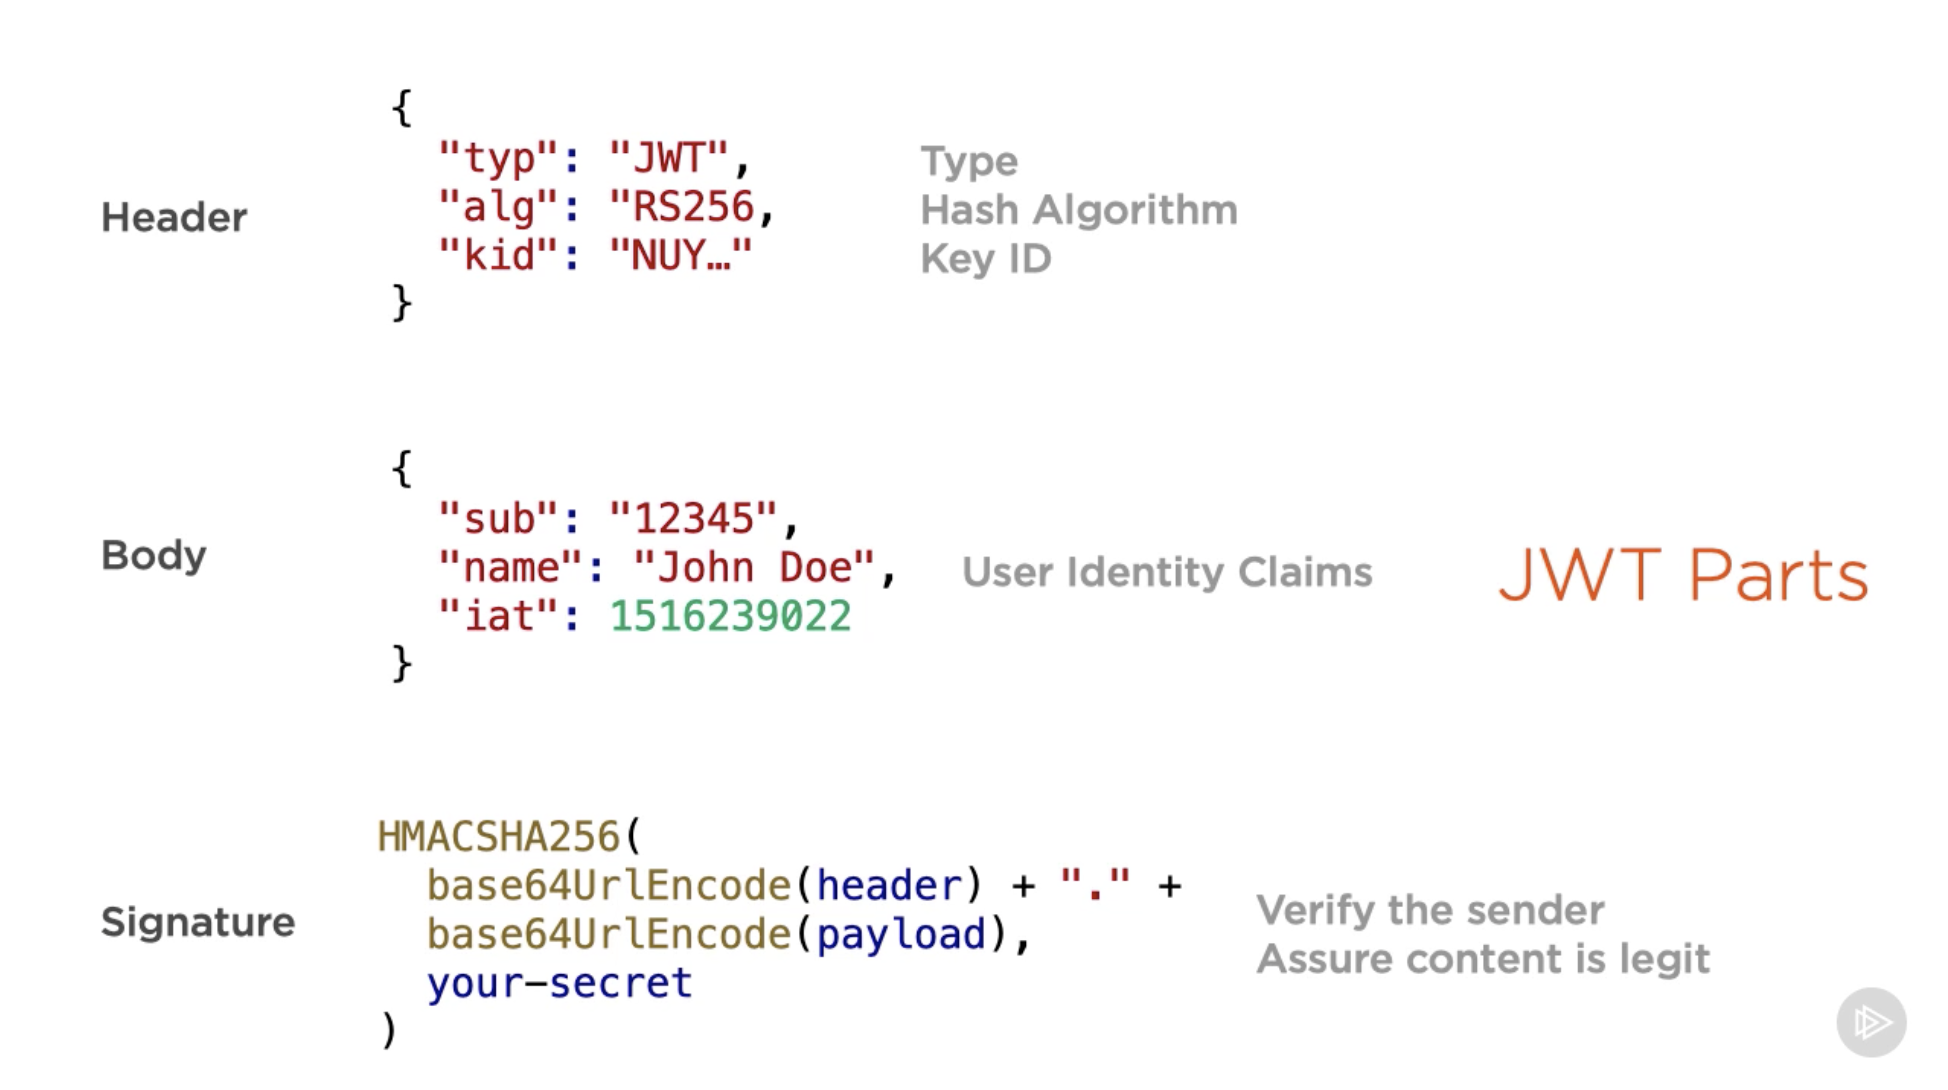 Header
{
"typ": "JWT",
"alg": "RS256,
"kid": "NUY…"
}
Type
Hash Algorithm
Key ID
Body
{
"sub": "12345",
"name": "John Doe",
"iat": 1516239022
}
User Identity Claims
JWT Parts
Signature
HMACSHA256(
base64UrlEncode(header) + "." +
base64UrlEncode(payload),
your-secret
)
Verify the sender
Assure content is legit